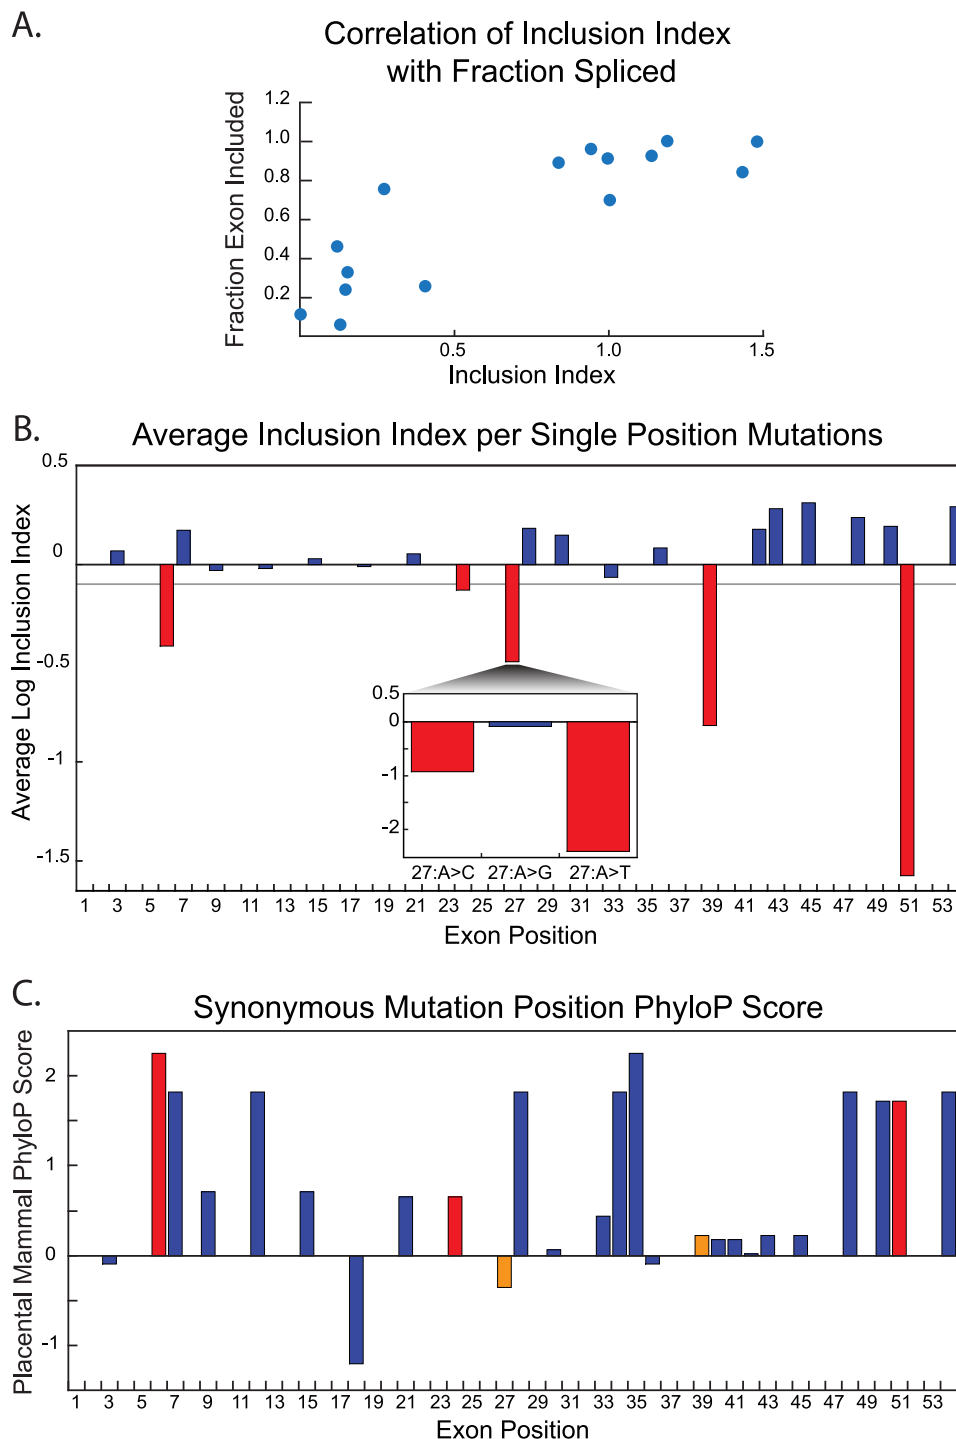 A.
Correlation of Inclusion Index
with Fraction Spliced
Fraction Exon Included
1.2
1.0
0.8
0.6
0.4
0.2
0.5 1.0 1.5
Inclusion Index
B.
Average Inclusion Index per Single Position Mutations
Average Log Inclusion Index
0.5
0
-0.5
-1
-1.5
0.5
0
-1
-2
27:A>C 27:A>G 27:A>T
1 3 5 7 9 11 13 15 17 19 21 23 25 27 29 31 33 35 37 39 41 43 45 47 49 51 53
Exon Position
C.
Synonymous Mutation Position PhyloP Score
Placental Mammal PhyloP Score
2
1
0
-1
1 3 5 7 9 11 13 15 17 19 21 23 25 27 29 31 33 35 37 39 41 43 45 47 49 51 53
Exon Position